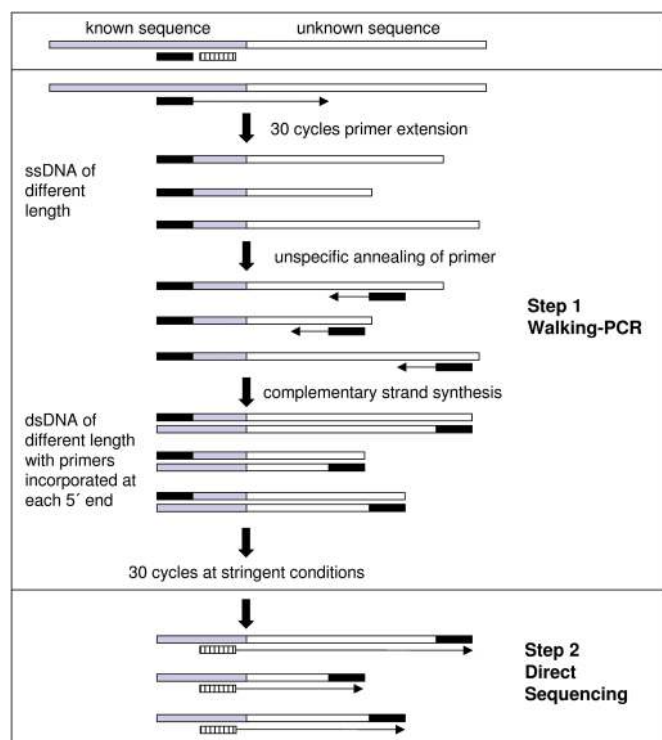 known sequence
unknown sequence
30 cycles primer extension
ssDNA of
different
length
unspecific annealing of primer
Step 1
Walking-PCR
complementary strand synthesis
dsDNA of
different length
with primers
incorporated at
each 5´ end
30 cycles at stringent conditions
Step 2
Direct
Sequencing